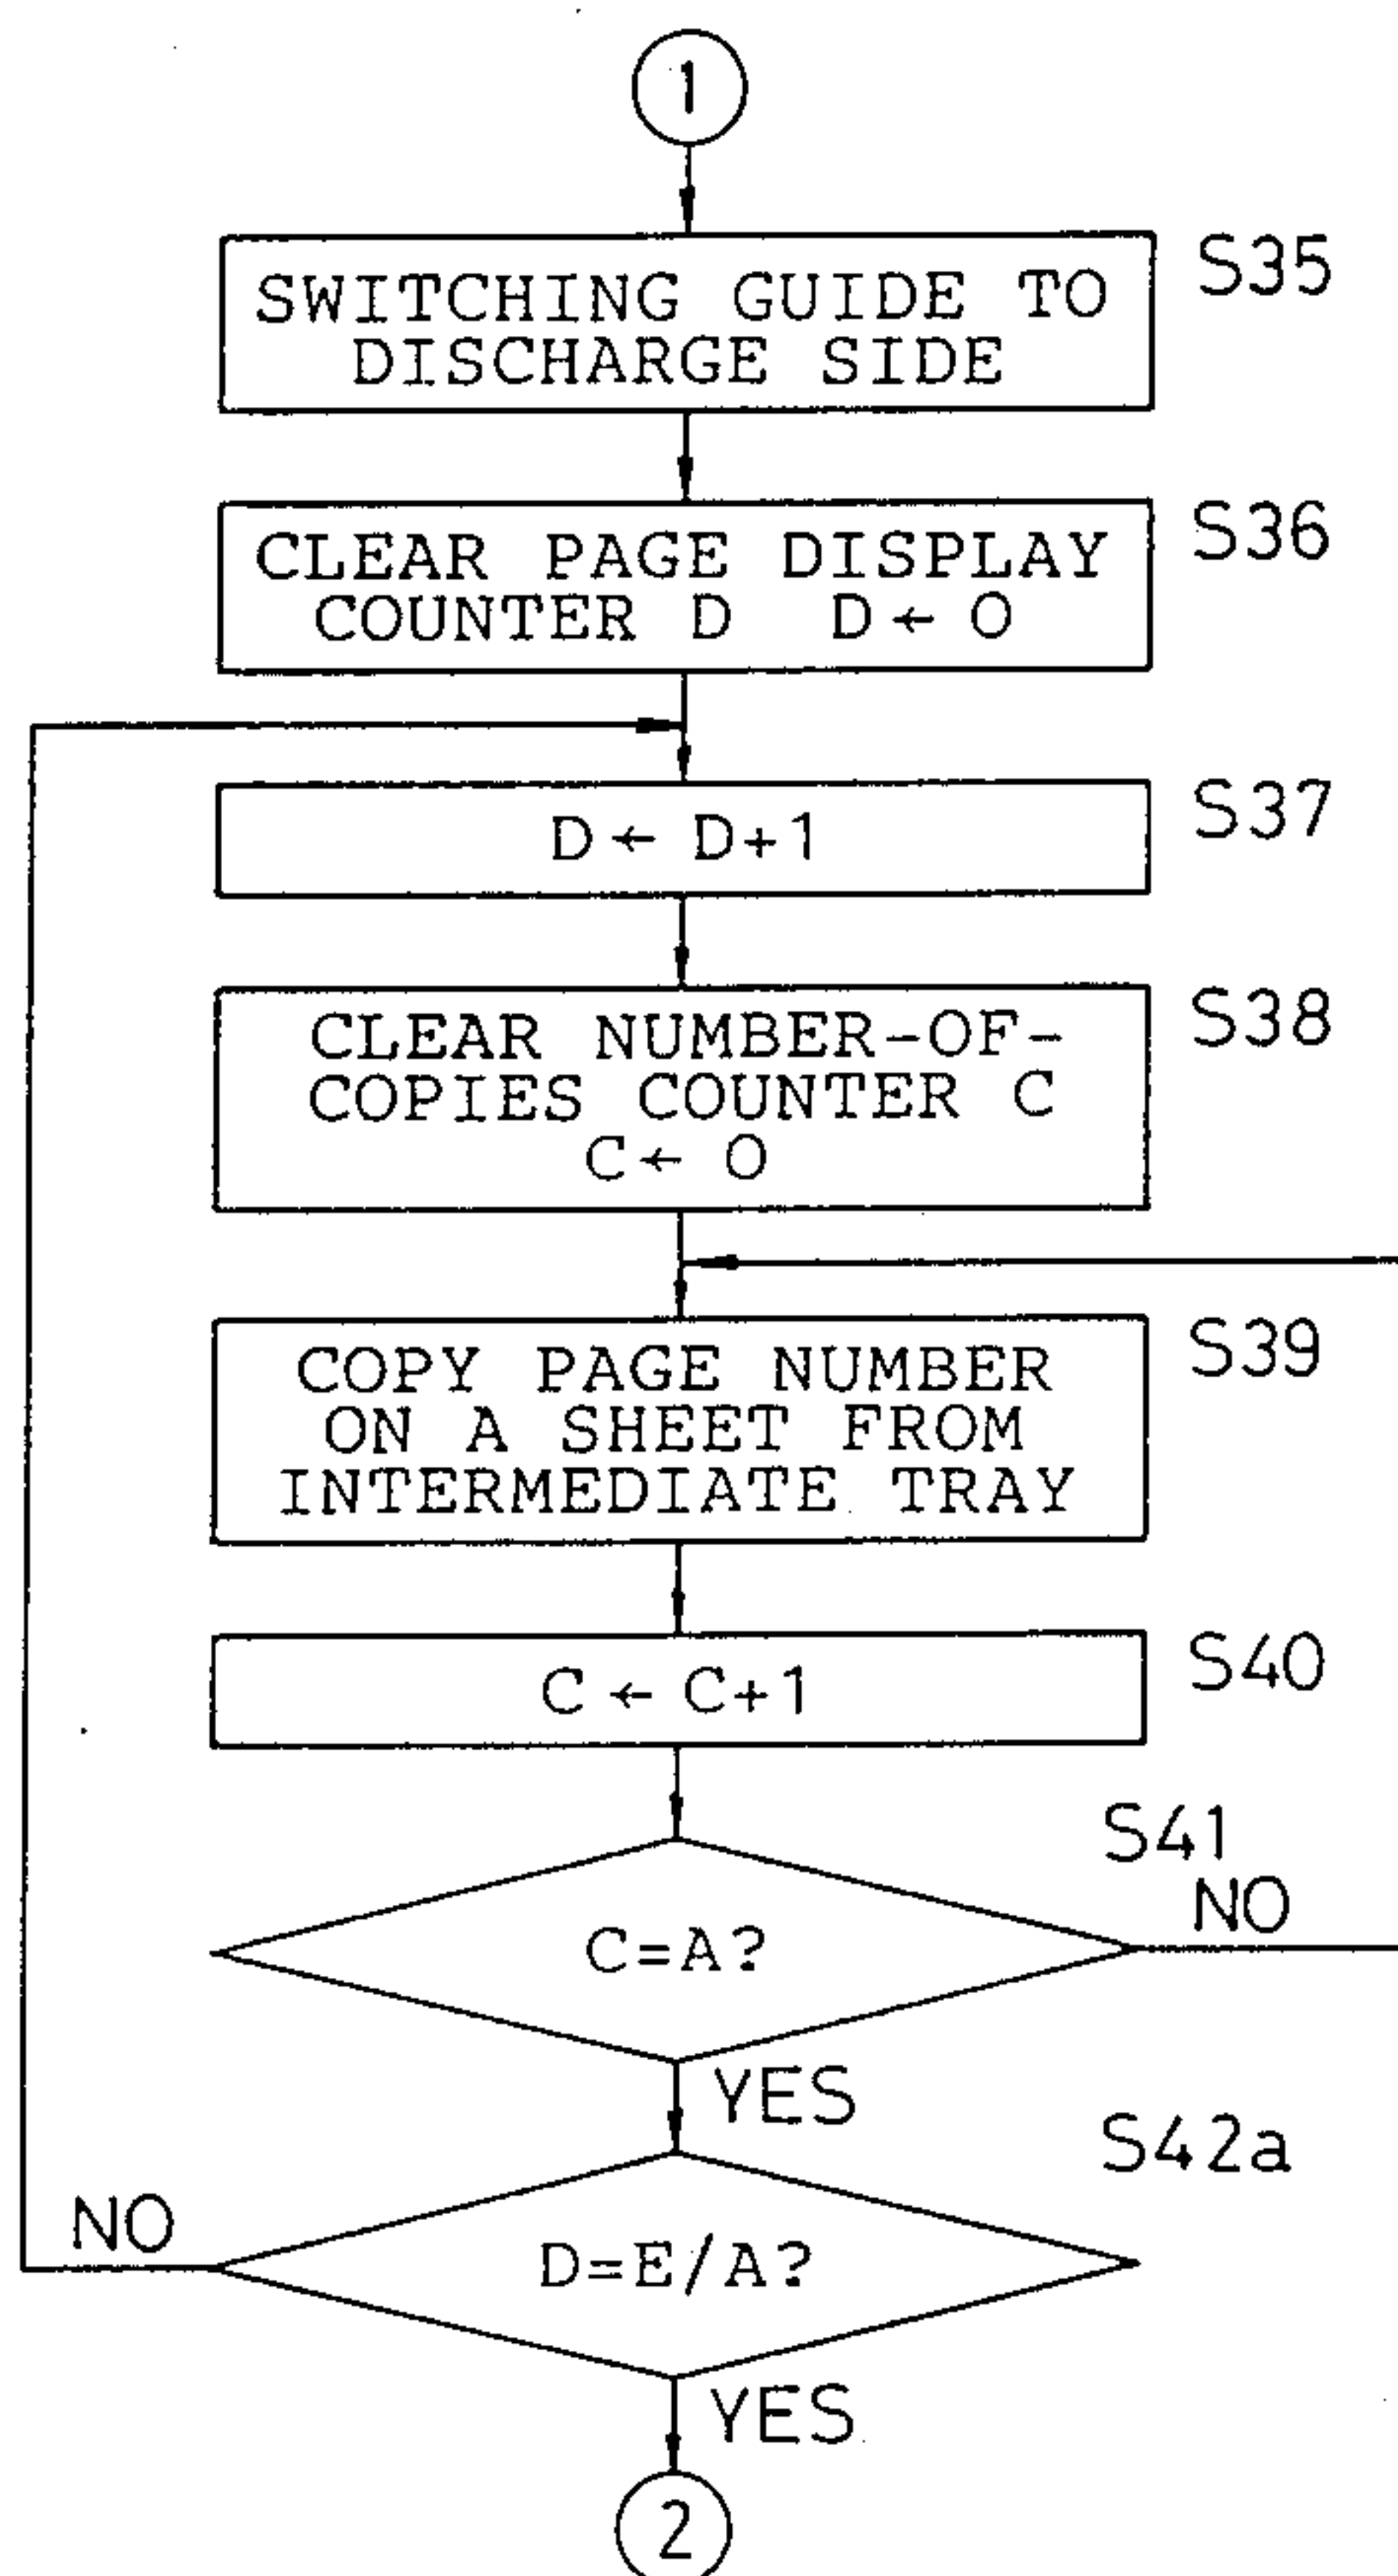 1
S35
SWITCHING GUIDE TO
DISCHARGE SIDE
S36
CLEAR PAGE DISPLAY
COUNTER D D ← 0
S37
D ← D+1
S38
CLEAR NUMBER-OF-
COPIES COUNTER C
C ← 0
S39
COPY PAGE NUMBER
ON A SHEET FROM
INTERMEDIATE TRAY
S40
C ← C+1
S41
NO
C=A?
YES
S42a
NO
D=E/A?
YES
2